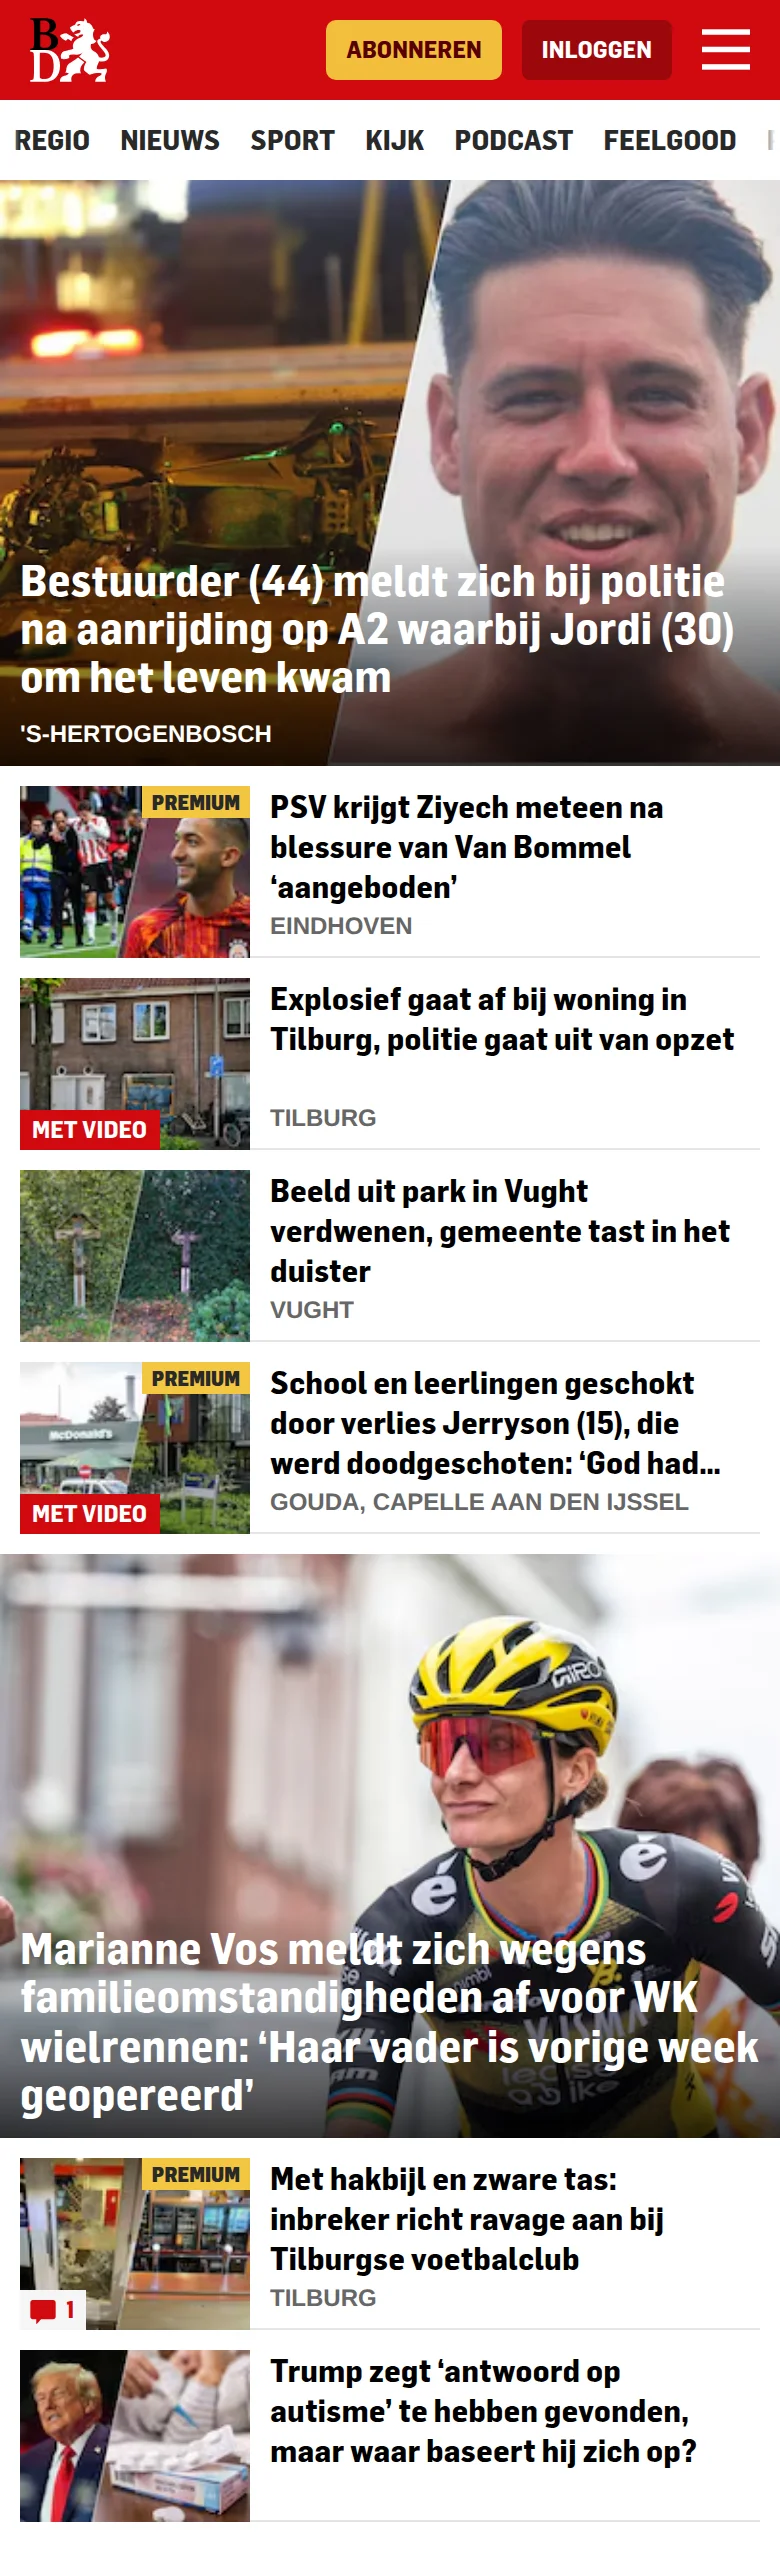 BD
ABONNEREN
INLOGGEN
REGIO NIEUWS SPORT KIJK PODCAST FEELGOOD
Bestuurder (44) meldt zich bij politie
na aanrijding op A2 waarbij Jordi (30)
om het leven kwam
'S-HERTOGENBOSCH
PREMIUM
PSV krijgt Ziyech meteen na
blessure van Van Bommel
‘aangeboden’
EINDHOVEN
Explosief gaat af bij woning in
Tilburg, politie gaat uit van opzet
MET VIDEO
TILBURG
Beeld uit park in Vught
verdwenen, gemeente tast in het
duister
VUGHT
PREMIUM
McDonald's
MET VIDEO
School en leerlingen geschokt
door verlies Jerryson (15), die
werd doodgeschoten: ‘God had...
GOUDA, CAPELLE AAN DEN IJSSEL
GIRO
Marianne Vos meldt zich wegens
familieomstandigheden af voor WK
wielrennen: ‘Haar vader is vorige week
geopereerd’
PREMIUM
1
Met hakbijl en zware tas:
inbreker richt ravage aan bij
Tilburgse voetbalclub
TILBURG
Trump zegt ‘antwoord op
autisme’ te hebben gevonden,
maar waar baseert hij zich op?